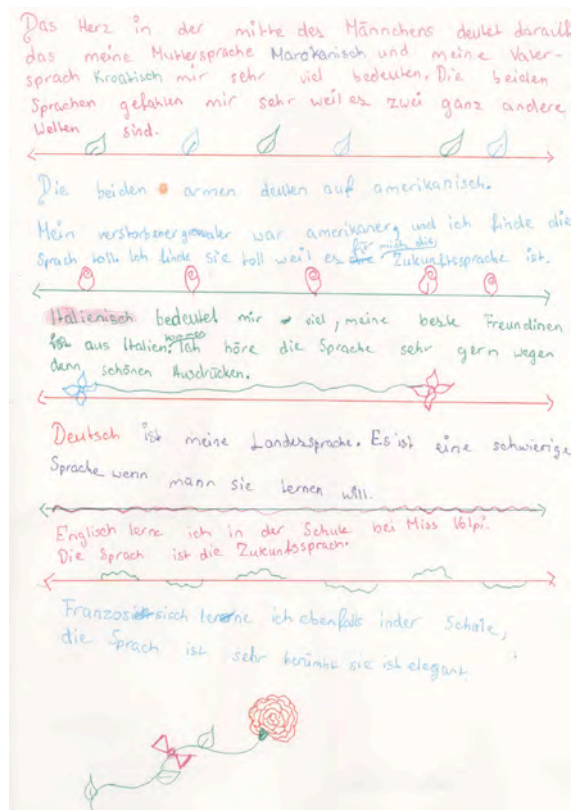 Das Herz in der mitte des Männchens deutet darauf
das meine Muttersprache Marokanisch und meine Vater-
sprach Kroatisch mir sehr viel bedeuten. Die beiden
Sprachen gefahlen mir sehr weil es zwei ganz andere
Welten sind.
Die beiden armen deuten auf amerikanisch.
Mein verstorbener war amerikaner, und ich finde die
Sprach toll. Ich finde sie toll weil es für mich die Zukunftssprache ist.
Italienisch bedeutet mir viel, meine beste Freundinen
kommen aus Italien. Ich höre die Sprache sehr gern wegen
denn schönen Ausdrücken.
Deutsch ist meine Landessprache. Es ist eine schwierige
Sprache wenn mann sie lernen will.
Englisch lerne ich in der Schule bei Miss Volpi.
Die Sprach ist die Zukunftssprach.
Französisch lerne ich ebenfalls inder Schule,
die Sprach ist sehr berümht sie ist elegant.